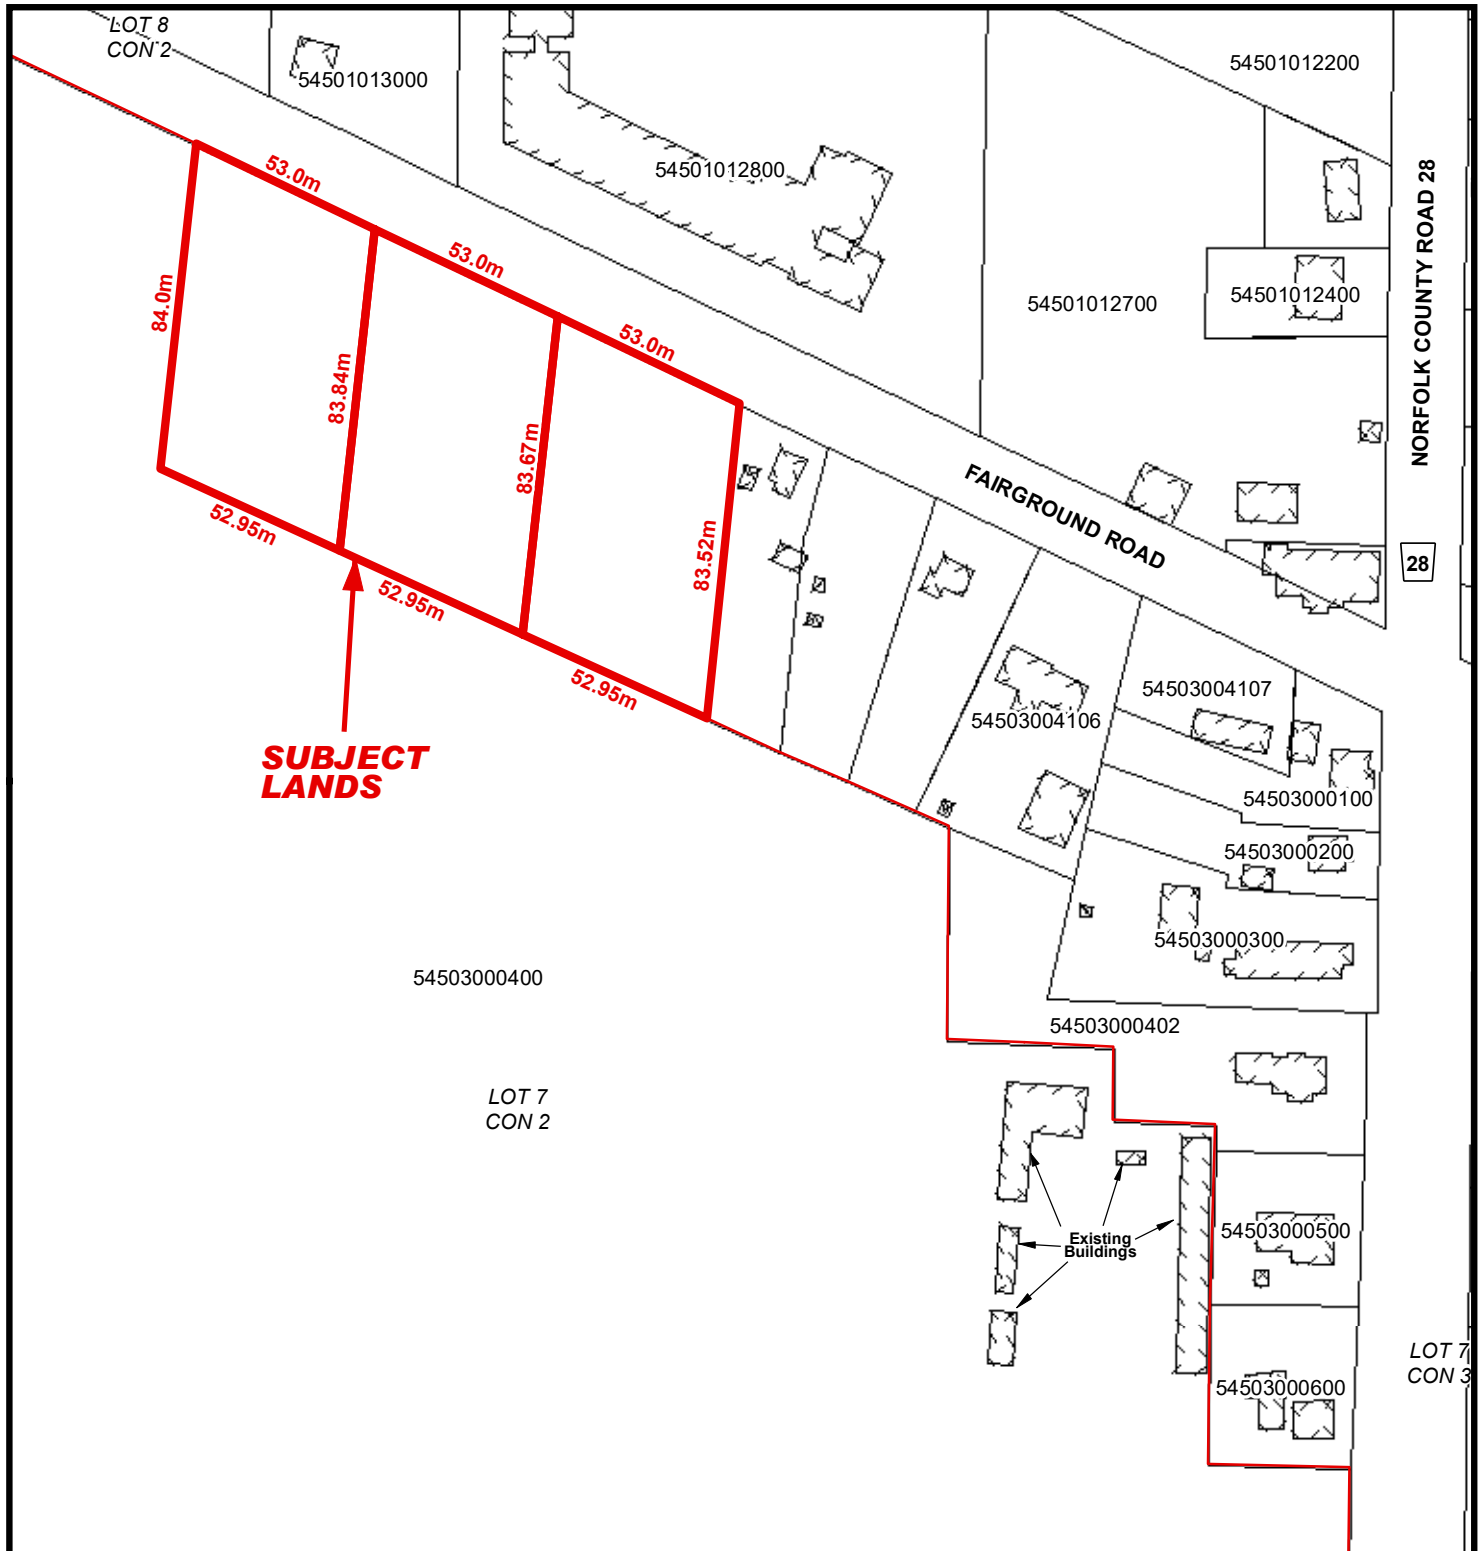 LOT 8
CON 2
54501013000
54501012200
54501012800
53.0m
53.0m
53.0m
84.0m
83.84m
83.67m
83.52m
52.95m
52.95m
52.95m
SUBJECT
LANDS
54501012700
54501012400
NORFOLK COUNTY ROAD 28
FAIRGROUND ROAD
28
54503004107
54503004106
54503000100
54503000200
54503000300
54503000400
54503000402
LOT 7
CON 2
Existing
Buildings
54503000500
LOT 7
CON 3
54503000600